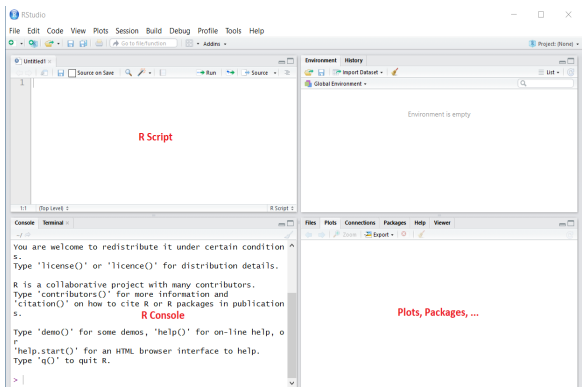 RStudio
File Edit Code View Plots Session Build Debug Profile Tools Help
Go to file/function Addins Project: (None)
Untitled1
Source on Save Run Source
1
R Script
1:1 (Top Level) R Script
Environment History
Import Dataset List
Global Environment
Environment is empty
Console Terminal
~/
You are welcome to redistribute it under certain condition
s.
Type 'license()' or 'licence()' for distribution details.
R is a collaborative project with many contributors.
Type 'contributors()' for more information and
'citation()' on how to cite R or R packages in publication
s.
R Console
Type 'demo()' for some demos, 'help()' for on-line help, o
r
'help.start()' for an HTML browser interface to help.
Type 'q()' to quit R.
>
Files Plots Connections Packages Help Viewer
Zoom Export
Plots, Packages, ...